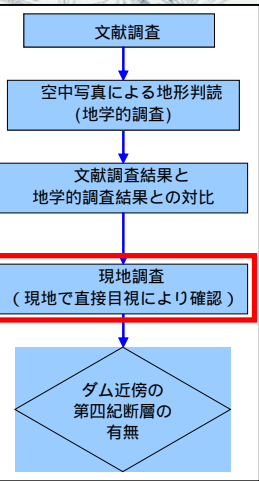 文献調査
空中写真による地形判読
(地学的調査)
文献調査結果と
地学的調査結果との対比
現地調査
(現地で直接目視により確認)
ダム近傍の
第四紀断層の
有無